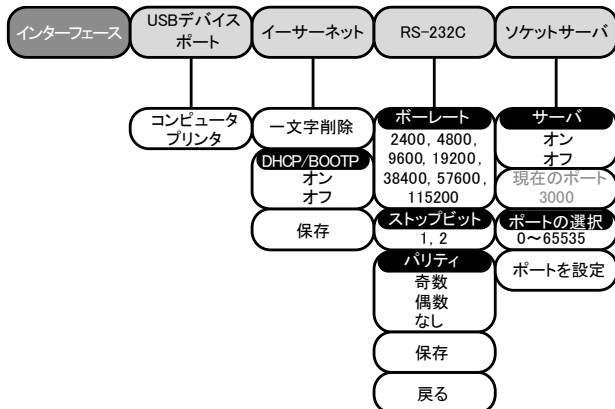 インターフェース
USBデバイス
ポート
イーサーネット
RS-232C
ソケットサーバ
コンピュータ
プリンタ
一文字削除
DHCP/BOOTP
オン
オフ
保存
ボーレート
2400, 4800,
9600, 19200,
38400, 57600,
115200
ストップビット
1, 2
パリティ
奇数
偶数
なし
保存
戻る
サーバ
オン
オフ
現在のポート
3000
ポートの選択
0～65535
ポートを設定